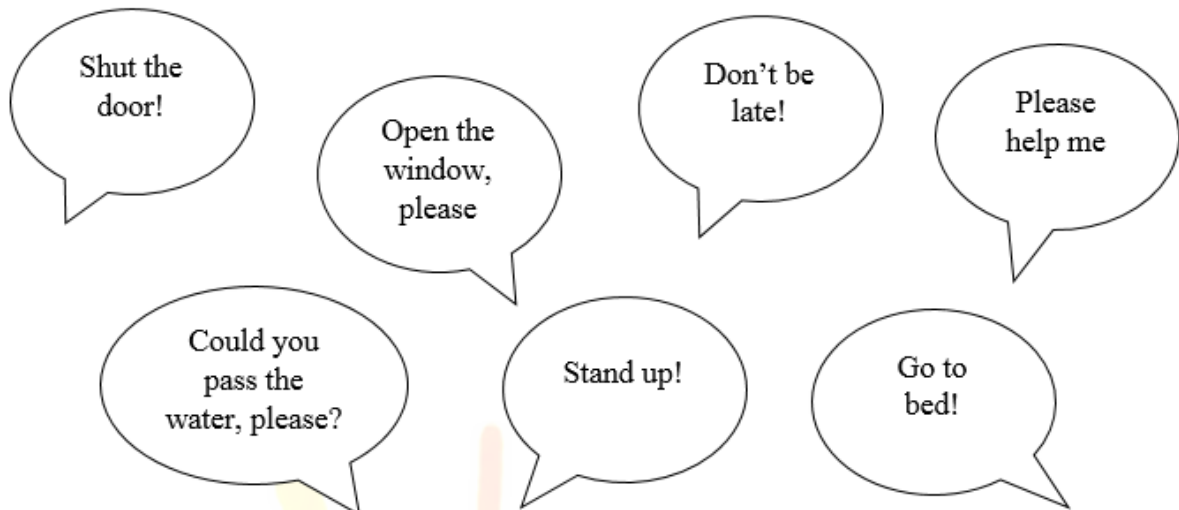 Shut the
door!
Open the
window,
please
Don’t be
late!
Please
help me
Could you
pass the
water, please?
Stand up!
Go to
bed!